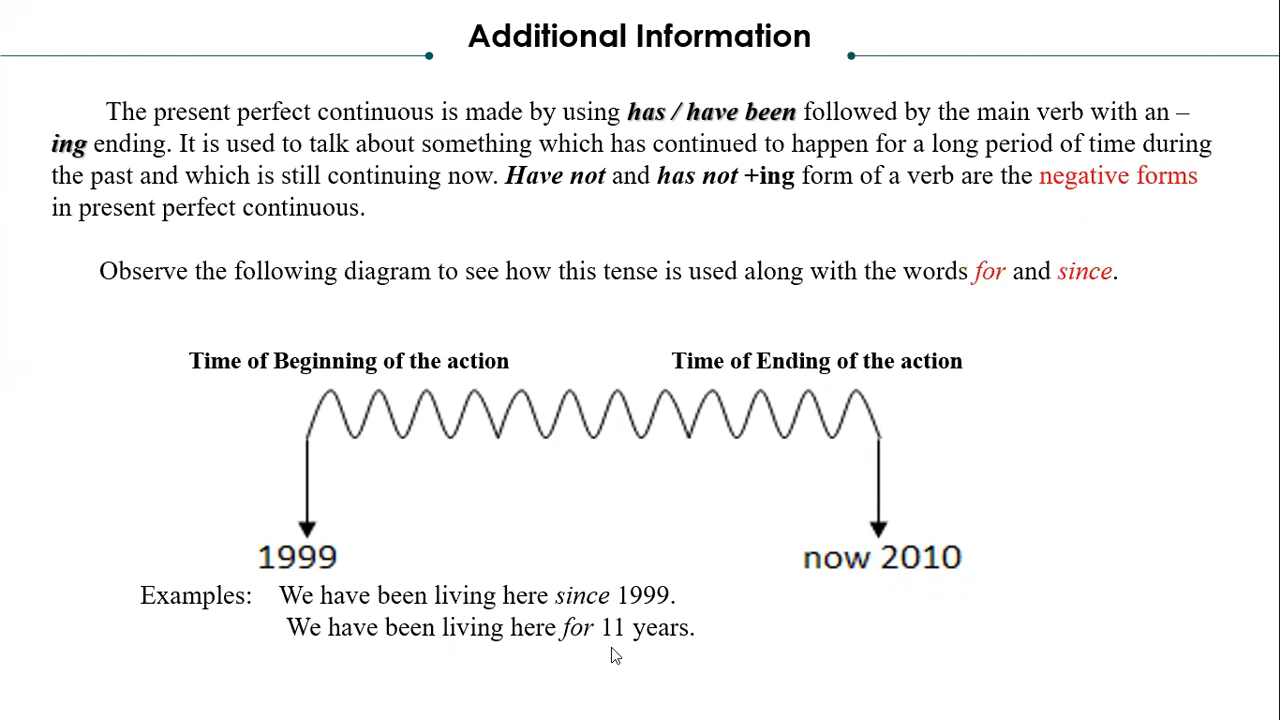 Additional Information
The present perfect continuous is made by using has / have been followed by the main verb with an –
ing ending. It is used to talk about something which has continued to happen for a long period of time during
the past and which is still continuing now. Have not and has not +ing form of a verb are the negative forms
in present perfect continuous.
Observe the following diagram to see how this tense is used along with the words for and since.
Time of Beginning of the action
Time of Ending of the action
1999
now 2010
Examples: We have been living here since 1999.
We have been living here for 11 years.